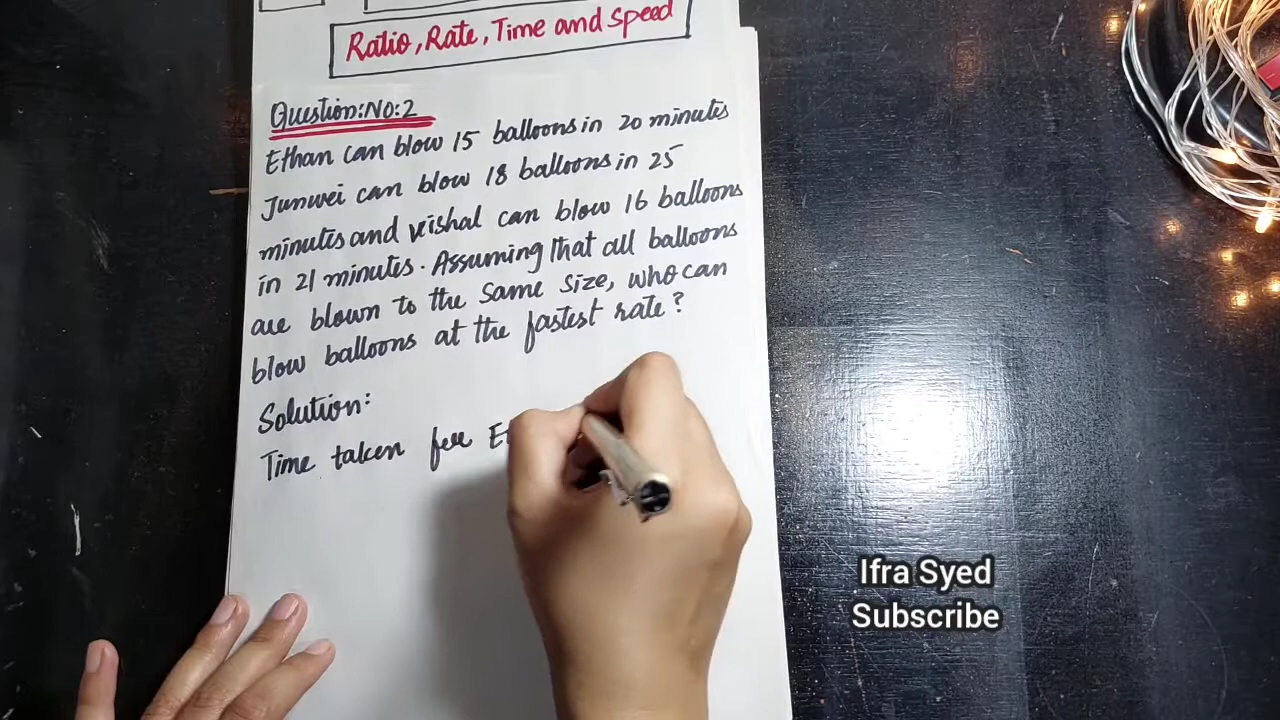 Ratio, Rate, Time and Speed
Question:No:2
Ethan can blow 15 balloons in 20 minutes
Junwei can blow 18 balloons in 25
minutes and vishal can blow 16 balloons
in 21 minutes. Assuming that all balloons
are blown to the same size, who can
blow balloons at the fastest rate?
Solution:
Time taken for
Ifra Syed
Subscribe